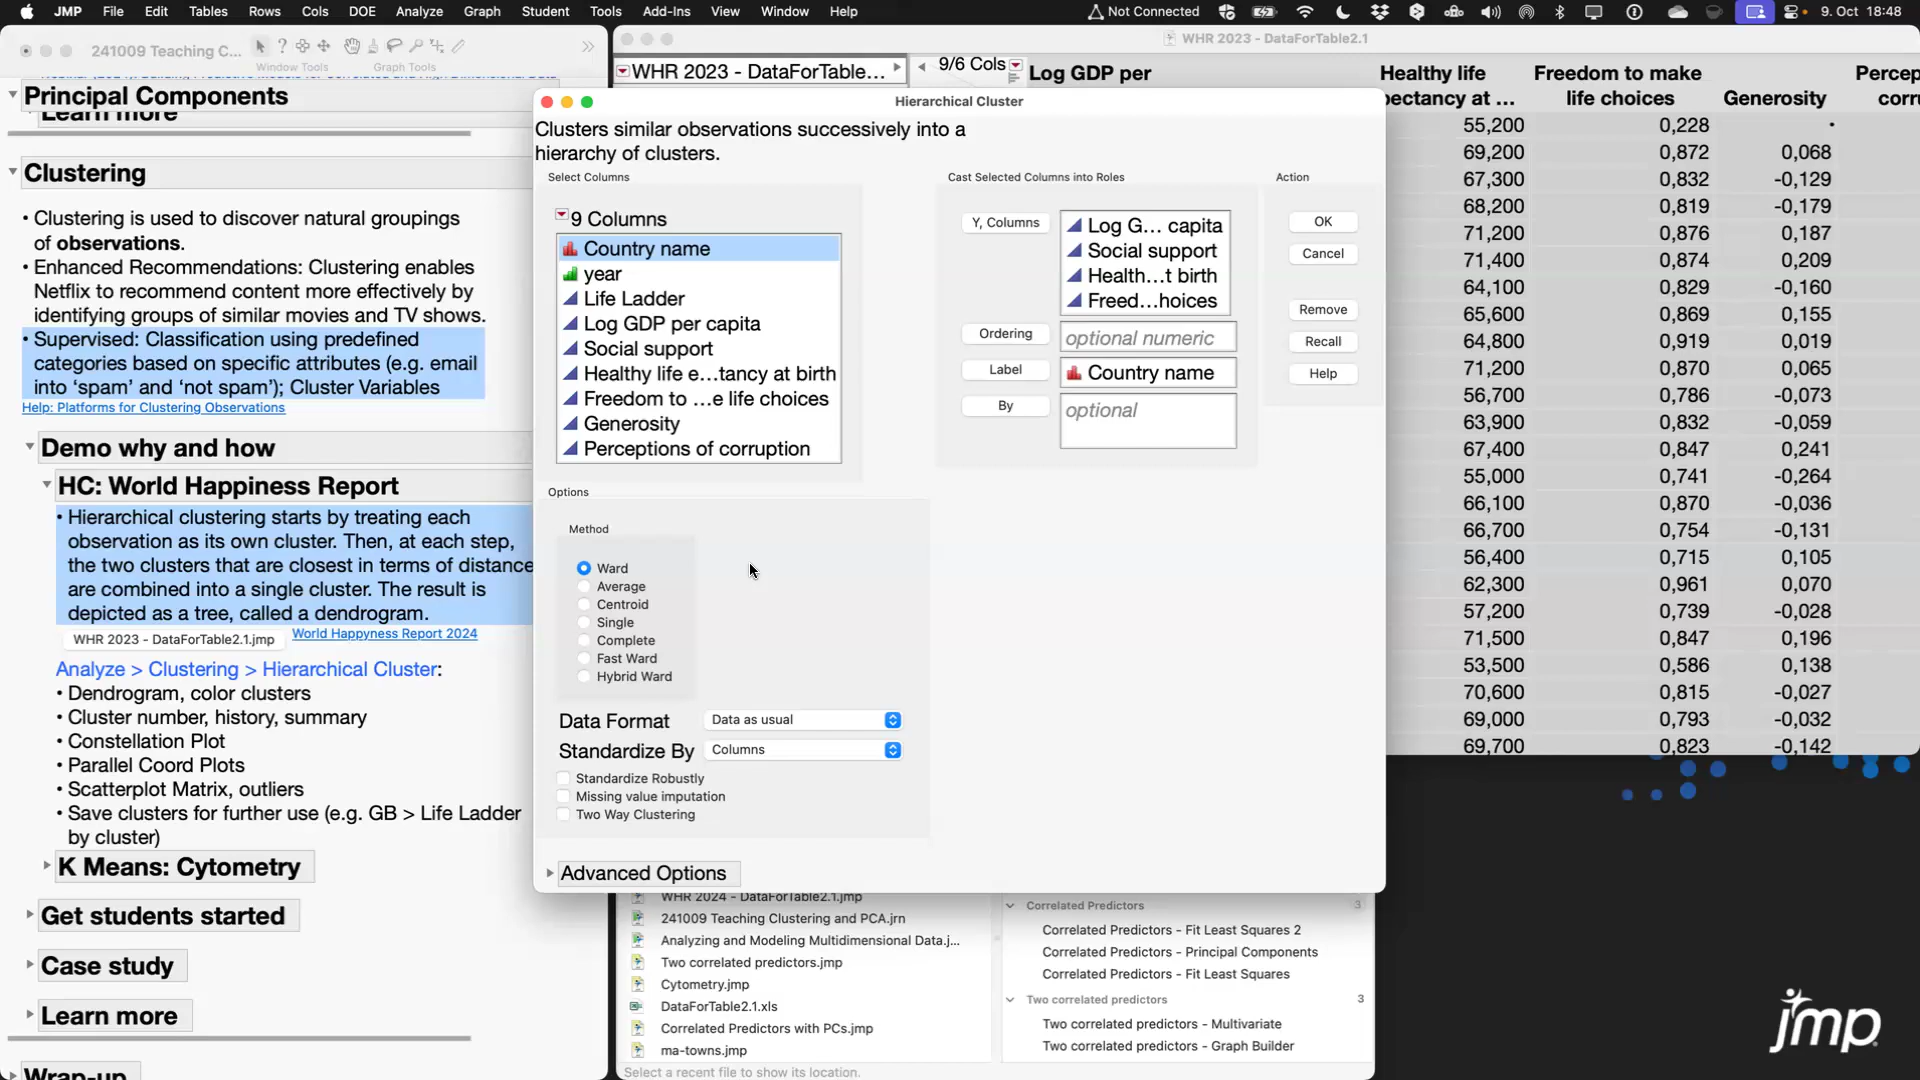 JMP File Edit Tables Rows Cols DOE Analyze Graph Student Tools Add-Ins View Window Help
Not Connected
9. Oct 18:48
241009 Teaching C...
Window Tools
Graph Tools
Principal Components
Learn more
Clustering
• Clustering is used to discover natural groupings
of observations.
• Enhanced Recommendations: Clustering enables
Netflix to recommend content more effectively by
identifying groups of similar movies and TV shows.
• Supervised: Classification using predefined
categories based on specific attributes (e.g. email
into ‘spam’ and ‘not spam’); Cluster Variables
Help: Platforms for Clustering Observations
Demo why and how
HC: World Happiness Report
• Hierarchical clustering starts by treating each
observation as its own cluster. Then, at each step,
the two clusters that are closest in terms of distance
are combined into a single cluster. The result is
depicted as a tree, called a dendrogram.
WHR 2023 - DataForTable2.1.jmp
World Happyness Report 2024
Analyze > Clustering > Hierarchical Cluster:
• Dendrogram, color clusters
• Cluster number, history, summary
• Constellation Plot
• Parallel Coord Plots
• Scatterplot Matrix, outliers
• Save clusters for further use (e.g. GB > Life Ladder
by cluster)
K Means: Cytometry
Get students started
Case study
Learn more
Wrap-up
WHR 2023 - DataForTable2.1
WHR 2023 - DataForTable...
9/6 Cols
Log GDP per
Healthy life
pectancy at ...
Freedom to make
life choices
Generosity
Percep
corru
55,200 0,228 •
69,200 0,872 0,068
67,300 0,832 -0,129
68,200 0,819 -0,179
71,200 0,876 0,187
71,400 0,874 0,209
64,100 0,829 -0,160
65,600 0,869 0,155
64,800 0,919 0,019
71,200 0,870 0,065
56,700 0,786 -0,073
63,900 0,832 -0,059
67,400 0,847 0,241
55,000 0,741 -0,264
66,100 0,870 -0,036
66,700 0,754 -0,131
56,400 0,715 0,105
62,300 0,961 0,070
57,200 0,739 -0,028
71,500 0,847 0,196
53,500 0,586 0,138
70,600 0,815 -0,027
69,000 0,793 -0,032
69,700 0,823 -0,142
Hierarchical Cluster
Clusters similar observations successively into a
hierarchy of clusters.
Select Columns
9 Columns
Country name
year
Life Ladder
Log GDP per capita
Social support
Healthy life e...tancy at birth
Freedom to ...e life choices
Generosity
Perceptions of corruption
Cast Selected Columns into Roles
Y, Columns
Log G... capita
Social support
Health...t birth
Freed...hoices
Ordering
optional numeric
Label
Country name
By
optional
Action
OK
Cancel
Remove
Recall
Help
Options
Method
Ward
Average
Centroid
Single
Complete
Fast Ward
Hybrid Ward
Data Format
Data as usual
Standardize By
Columns
Standardize Robustly
Missing value imputation
Two Way Clustering
Advanced Options
WHR 2024 - DataForTable2.1.jmp
241009 Teaching Clustering and PCA.jrn
Analyzing and Modeling Multidimensional Data.j...
Two correlated predictors.jmp
Cytometry.jmp
DataForTable2.1.xls
Correlated Predictors with PCs.jmp
ma-towns.jmp
Select a recent file to show its location.
Correlated Predictors 3
Correlated Predictors - Fit Least Squares 2
Correlated Predictors - Principal Components
Correlated Predictors - Fit Least Squares
Two correlated predictors 3
Two correlated predictors - Multivariate
Two correlated predictors - Graph Builder
jmp